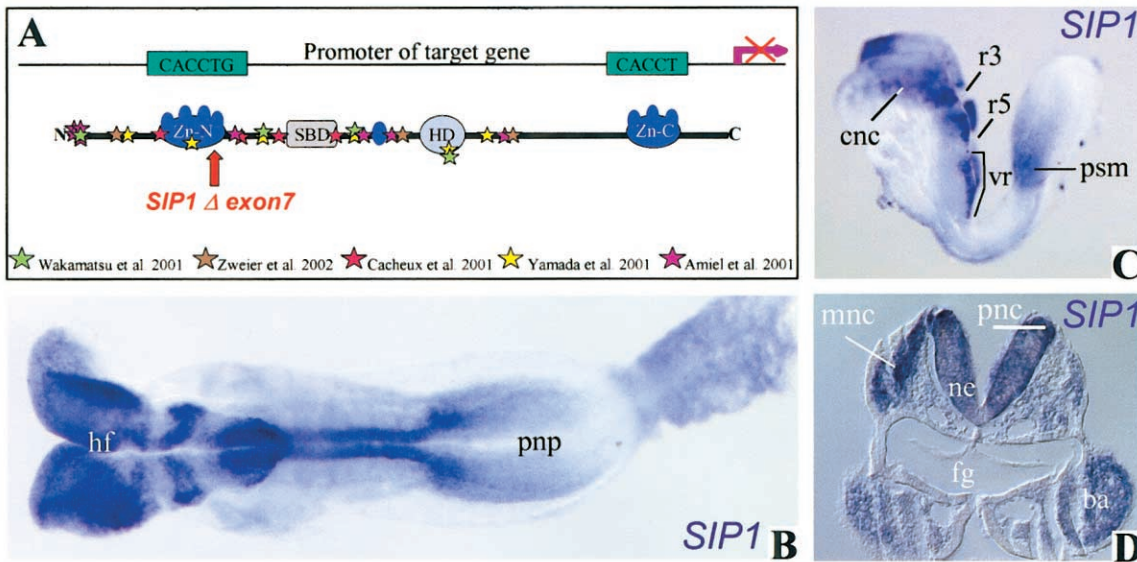 A
Promoter of target gene
CACCTG
CACCT
N
Zn-N
SBD
HD
Zn-C
C
SIP1 Δ exon7
Wakamatsu et al. 2001
Zweier et al. 2002
Cacheux et al. 2001
Yamada et al. 2001
Amiel et al. 2001
SIP1
r3
r5
cnc
vr
psm
C
hf
pnp
SIP1
B
SIP1
mnc
pnc
ne
fg
ba
D